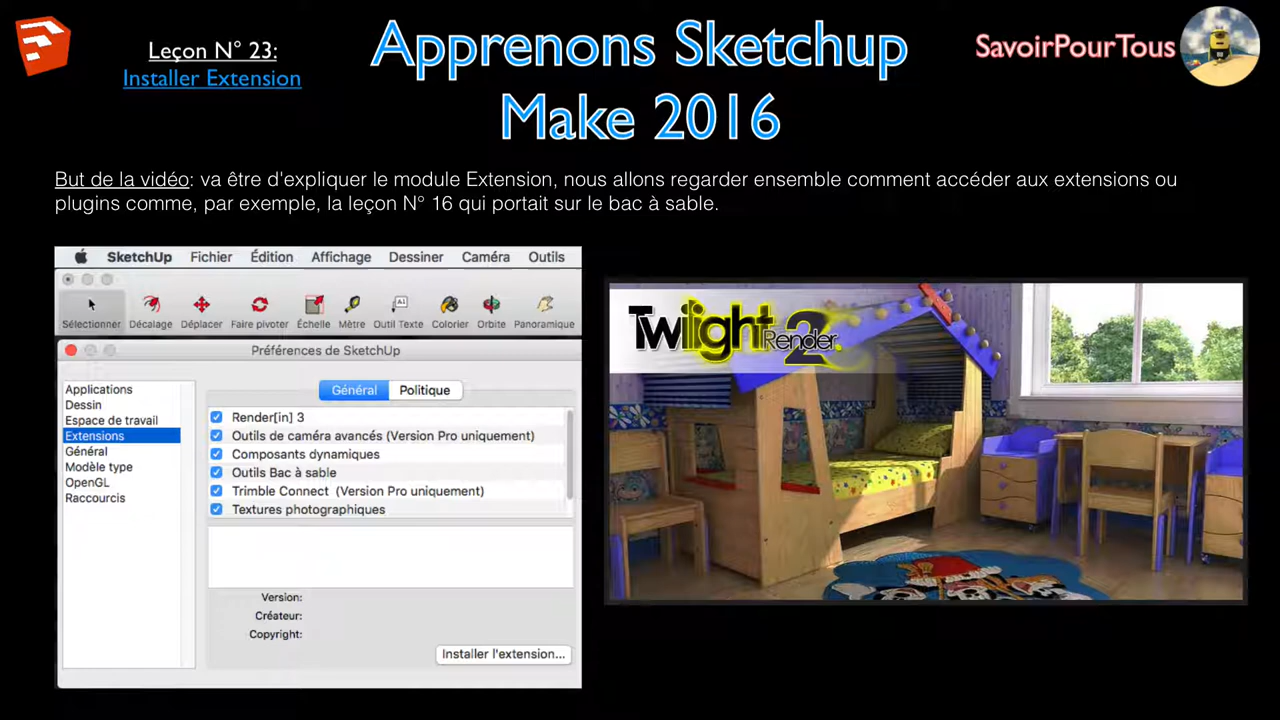 Leçon N° 23:
Installer Extension
Apprenons Sketchup
Make 2016
SavoirPourTous
But de la vidéo: va être d'expliquer le module Extension, nous allons regarder ensemble comment accéder aux extensions ou
plugins comme, par exemple, la leçon N° 16 qui portait sur le bac à sable.
SketchUp Fichier Édition Affichage Dessiner Caméra Outils
Sélectionner Décalage Déplacer Faire pivoter Échelle Mètre Outil Texte Colorier Orbite Panoramique
A1
Préférences de SketchUp
Applications
Dessin
Espace de travail
Extensions
Général
Modèle type
OpenGL
Raccourcis
Général Politique
Render[in] 3
Outils de caméra avancés (Version Pro uniquement)
Composants dynamiques
Outils Bac à sable
Trimble Connect (Version Pro uniquement)
Textures photographiques
Version:
Créateur:
Copyright:
Installer l'extension...
Twilight Render 2